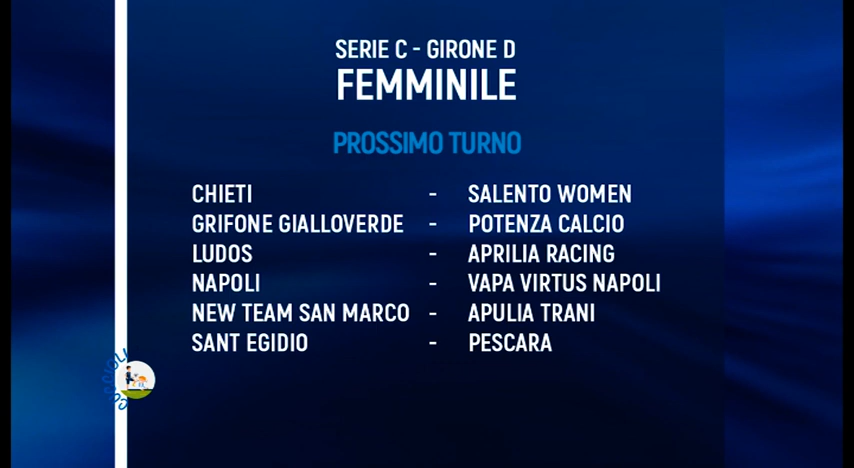 SERIE C - GIRONE D
FEMMINILE
PROSSIMO TURNO
CHIETI - SALENTO WOMEN
GRIFONE GIALLOVERDE - POTENZA CALCIO
LUDOS - APRILIA RACING
NAPOLI - VAPA VIRTUS NAPOLI
NEW TEAM SAN MARCO - APULIA TRANI
SANT EGIDIO - PESCARA